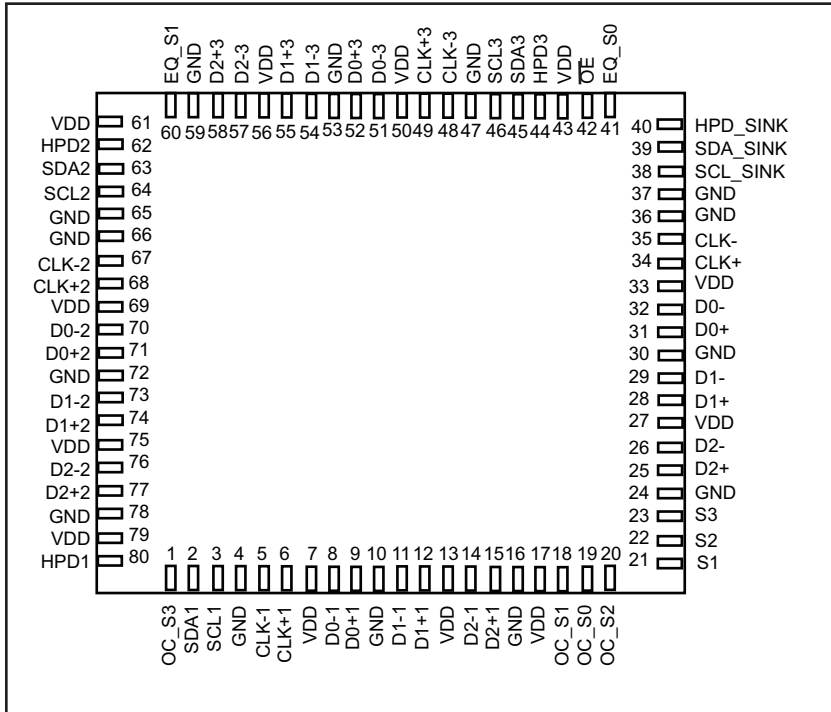 EQ_S1 GND D2+3 D2-3 VDD D1+3 D1-3 GND D0+3 D0-3 VDD CLK+3 CLK-3 GND SCL3 SDA3 HPD3 VDD OE EQ_S0
60 59 58 57 56 55 54 53 52 51 50 49 48 47 46 45 44 43 42 41
VDD 61
HPD2 62
SDA2 63
SCL2 64
GND 65
GND 66
CLK-2 67
CLK+2 68
VDD 69
D0-2 70
D0+2 71
GND 72
D1-2 73
D1+2 74
VDD 75
D2-2 76
D2+2 77
GND 78
VDD 79
HPD1 80
40 HPD_SINK
39 SDA_SINK
38 SCL_SINK
37 GND
36 GND
35 CLK-
34 CLK+
33 VDD
32 D0-
31 D0+
30 GND
29 D1-
28 D1+
27 VDD
26 D2-
25 D2+
24 GND
23 S3
22 S2
21 S1
1 2 3 4 5 6 7 8 9 10 11 12 13 14 15 16 17 18 19 20
OC_S3 SDA1 SCL1 GND CLK-1 CLK+1 VDD D0-1 D0+1 GND D1-1 D1+1 VDD D2-1 D2+1 GND VDD OC_S1 OC_S0 OC_S2